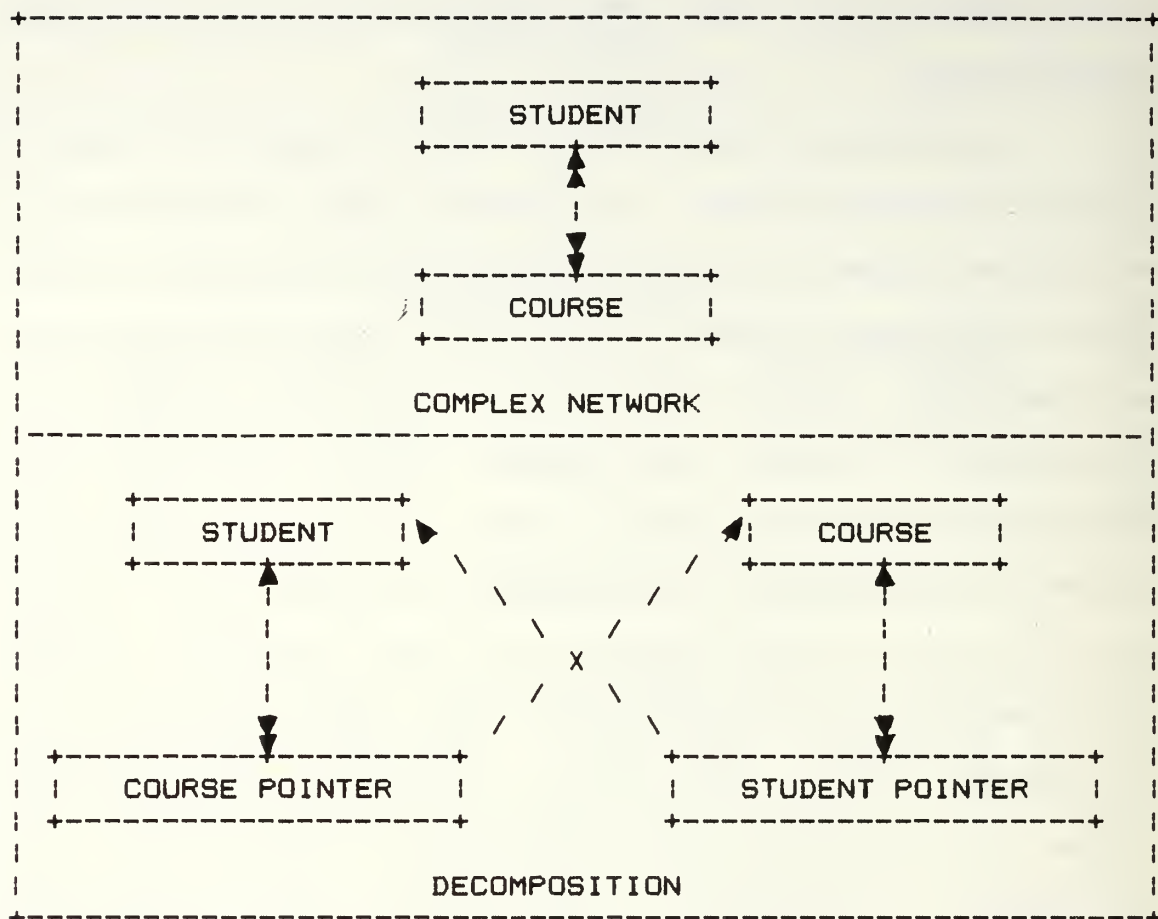 STUDENT
COURSE
COMPLEX NETWORK
STUDENT COURSE
X
COURSE POINTER STUDENT POINTER
DECOMPOSITION